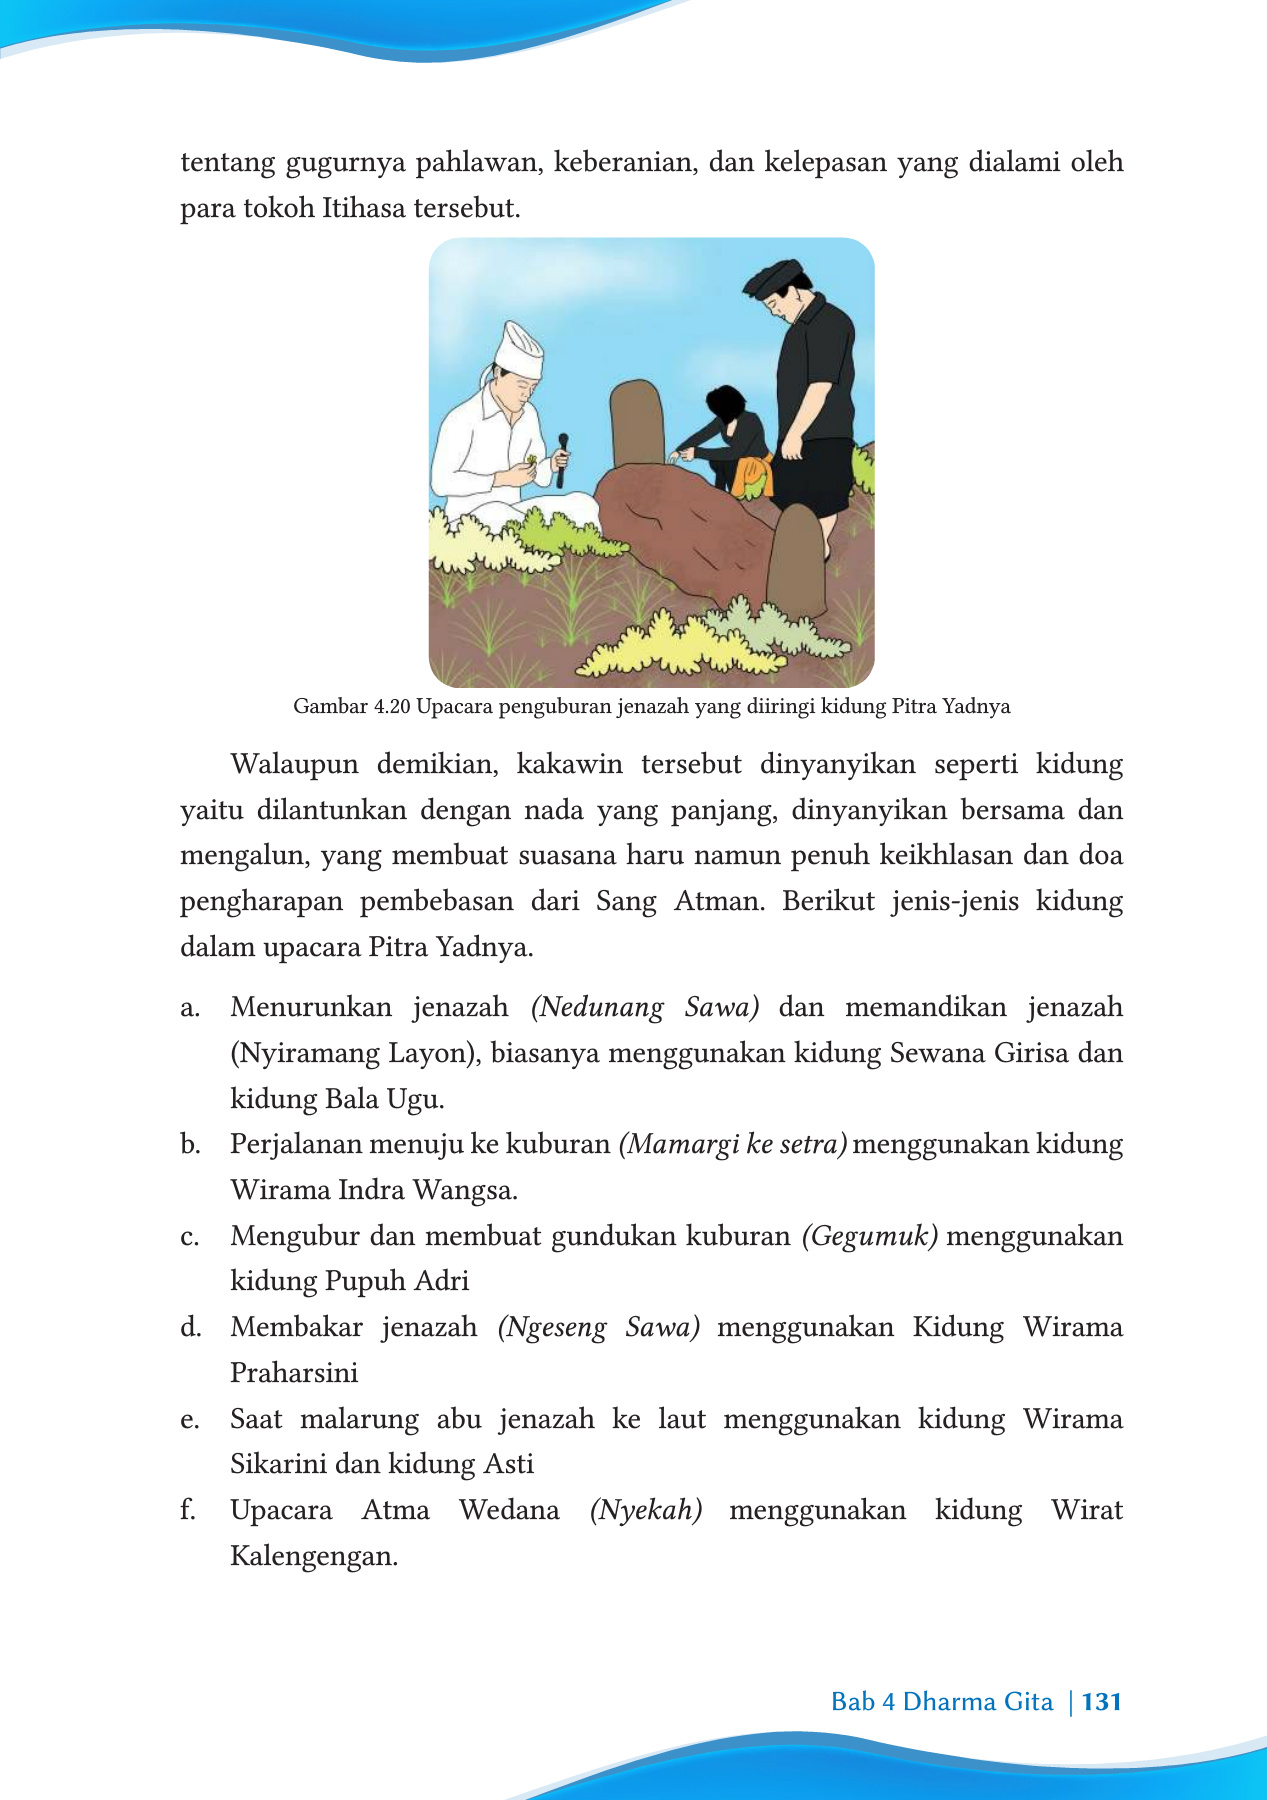 tentang gugurnya pahlawan, keberanian, dan kelepasan yang dialami oleh
para tokoh Itihasa tersebut.
Gambar 4.20 Upacara penguburan jenazah yang diiringi kidung Pitra Yadnya
Walaupun demikian, kakawin tersebut dinyanyikan seperti kidung
yaitu dilantunkan dengan nada yang panjang, dinyanyikan bersama dan
mengalun, yang membuat suasana haru namun penuh keikhlasan dan doa
pengharapan pembebasan dari Sang Atman. Berikut jenis-jenis kidung
dalam upacara Pitra Yadnya.
a. Menurunkan jenazah (Nedunang Sawa) dan memandikan jenazah
(Nyiramang Layon), biasanya menggunakan kidung Sewana Girisa dan
kidung Bala Ugu.
b. Perjalanan menuju ke kuburan (Mamargi ke setra) menggunakan kidung
Wirama Indra Wangsa.
c. Mengubur dan membuat gundukan kuburan (Gegumuk) menggunakan
kidung Pupuh Adri
d. Membakar jenazah (Ngeseng Sawa) menggunakan Kidung Wirama
Praharsini
e. Saat malarung abu jenazah ke laut menggunakan kidung Wirama
Sikarini dan kidung Asti
f. Upacara Atma Wedana (Nyekah) menggunakan kidung Wirat
Kalengengan.
Bab 4 Dharma Gita | 131